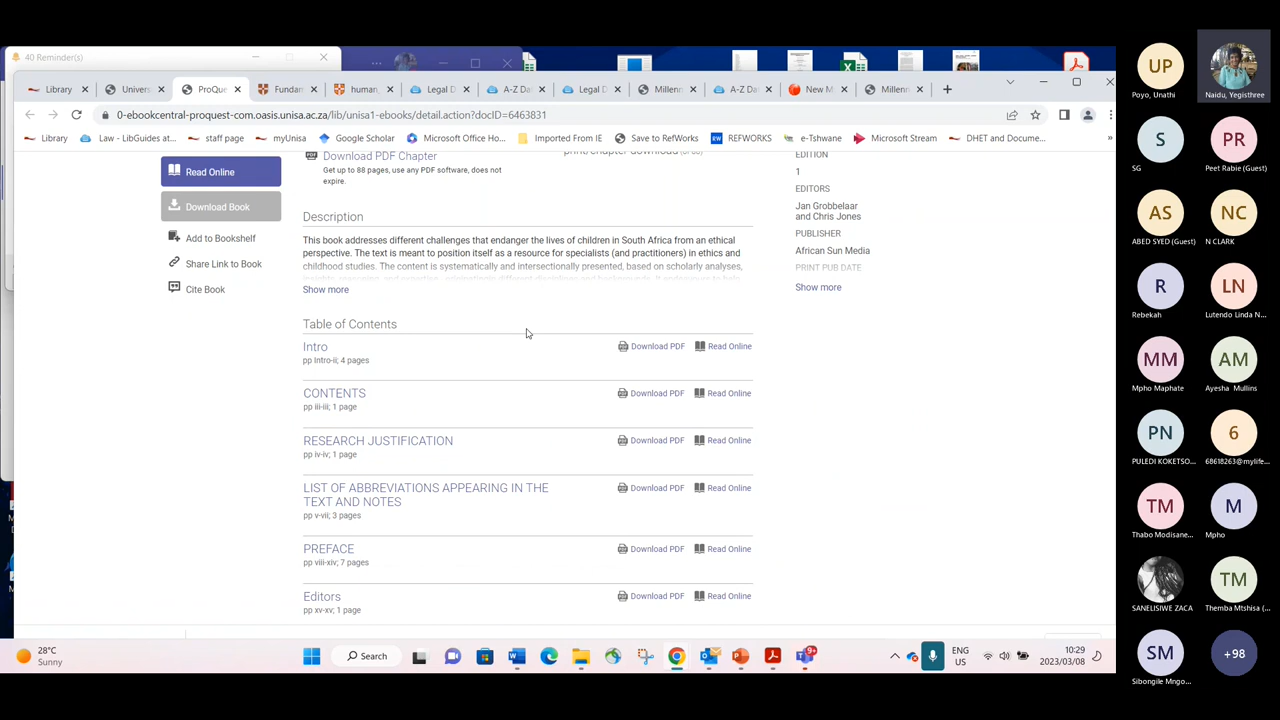 40 Reminder(s)
Library
Univers
ProQue
Fundan
human_
Legal D
A-Z Da
Legal D
Millenn
A-Z Da
New M
Millenn
0-ebookcentral-proquest-com.oasis.unisa.ac.za/lib/unisa1-ebooks/detail.action?docID=6463831
Library
Law - LibGuides at...
staff page
myUnisa
Google Scholar
Microsoft Office Ho...
Imported From IE
Save to RefWorks
REFWORKS
e-Tshwane
Microsoft Stream
DHET and Docume...
Read Online
Download Book
Add to Bookshelf
Share Link to Book
Cite Book
Download PDF Chapter
Get up to 88 pages, use any PDF software, does not
expire.
Description
This book addresses different challenges that endanger the lives of children in South Africa from an ethical
perspective. The text is meant to position itself as a resource for specialists (and practitioners) in ethics and
childhood studies. The content is systematically and intersectionally presented, based on scholarly analyses,
Show more
EDITION
1
EDITORS
Jan Grobbelaar
and Chris Jones
PUBLISHER
African Sun Media
PRINT PUB DATE
Show more
Table of Contents
Intro
pp Intro-ii; 4 pages
Download PDF
Read Online
CONTENTS
pp iii-iii; 1 page
Download PDF
Read Online
RESEARCH JUSTIFICATION
pp iv-iv; 1 page
Download PDF
Read Online
LIST OF ABBREVIATIONS APPEARING IN THE
TEXT AND NOTES
pp v-vii; 3 pages
Download PDF
Read Online
PREFACE
pp viii-xiv; 7 pages
Download PDF
Read Online
Editors
pp xv-xv; 1 page
Download PDF
Read Online
28°C
Sunny
Search
9+
ENG
US
10:29
2023/03/08
UP
Poyo, Unathi
Naidu, Yegisthree
S
SG
PR
Peet Rabie (Guest)
AS
ABED SYED (Guest)
NC
N CLARK
R
Rebekah
LN
Lutendo Linda N...
MM
Mpho Maphate
AM
Ayesha Mullins
PN
PULEDI KOKETSO...
6
68618263@mylife...
TM
Thabo Modisane...
M
Mpho
SANELISIWE ZACA
TM
Themba Mtshisa (...
SM
Sibongile Mngo...
+98